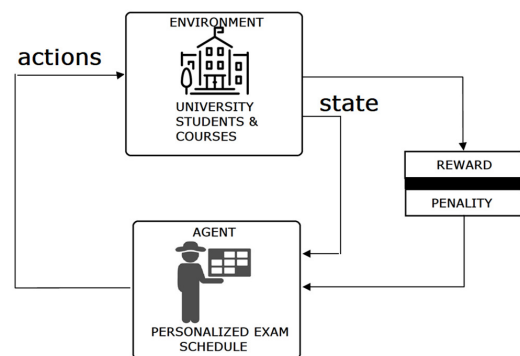 ENVIRONMENT
actions
UNIVERSITY
STUDENTS &
COURSES
state
REWARD
PENALITY
AGENT
PERSONALIZED EXAM
SCHEDULE